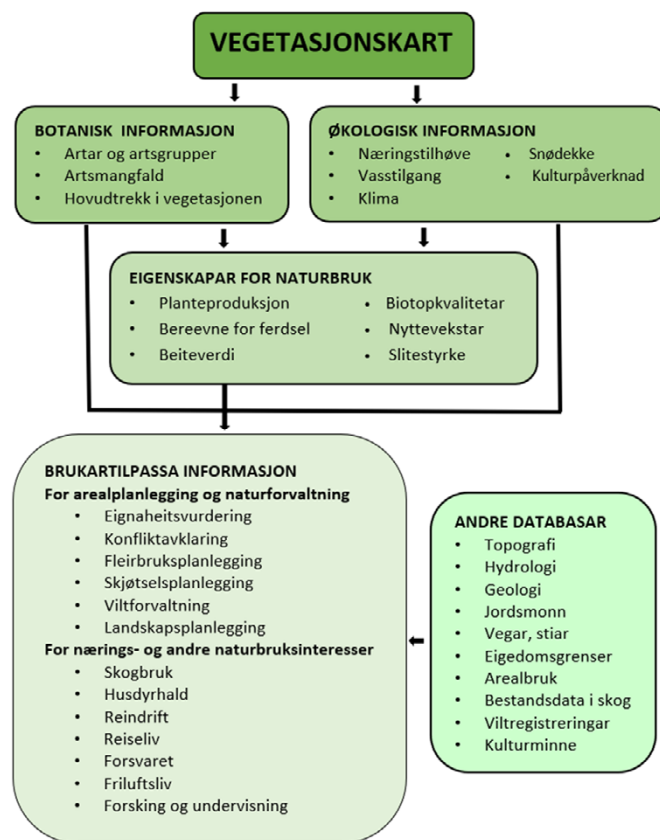 VEGETASJONSKART
BOTANISK INFORMASJON
• Artar og artsgrupper
• Artsmangfald
• Hovudtrekk i vegetasjonen
ØKOLOGISK INFORMASJON
• Næringstilhøve
• Vasstilgang
• Klima
• Snødekke
• Kulturpåverknad
EIGENSKAPAR FOR NATURBRUK
• Planteproduksjon
• Bereevne for ferdsel
• Beiteverdi
• Biotopkvalitetar
• Nyttevekstar
• Slitestyrke
BRUKARTILPASSA INFORMASJON
For arealplanlegging og naturforvaltning
• Eignaheitsvurdering
• Konfliktavklaring
• Fleirbruksplanlegging
• Skjøtselsplanlegging
• Viltforvaltning
• Landskapsplanlegging
For nærings- og andre naturbruksinteresser
• Skogbruk
• Husdyrhald
• Reindrift
• Reiseliv
• Forsvaret
• Friluftsliv
• Forsking og undervisning
ANDRE DATABASAR
• Topografi
• Hydrologi
• Geologi
• Jordsmonn
• Vegar, stiar
• Eigedomsgrenser
• Arealbruk
• Bestandsdata i skog
• Viltregistreringar
• Kulturminne